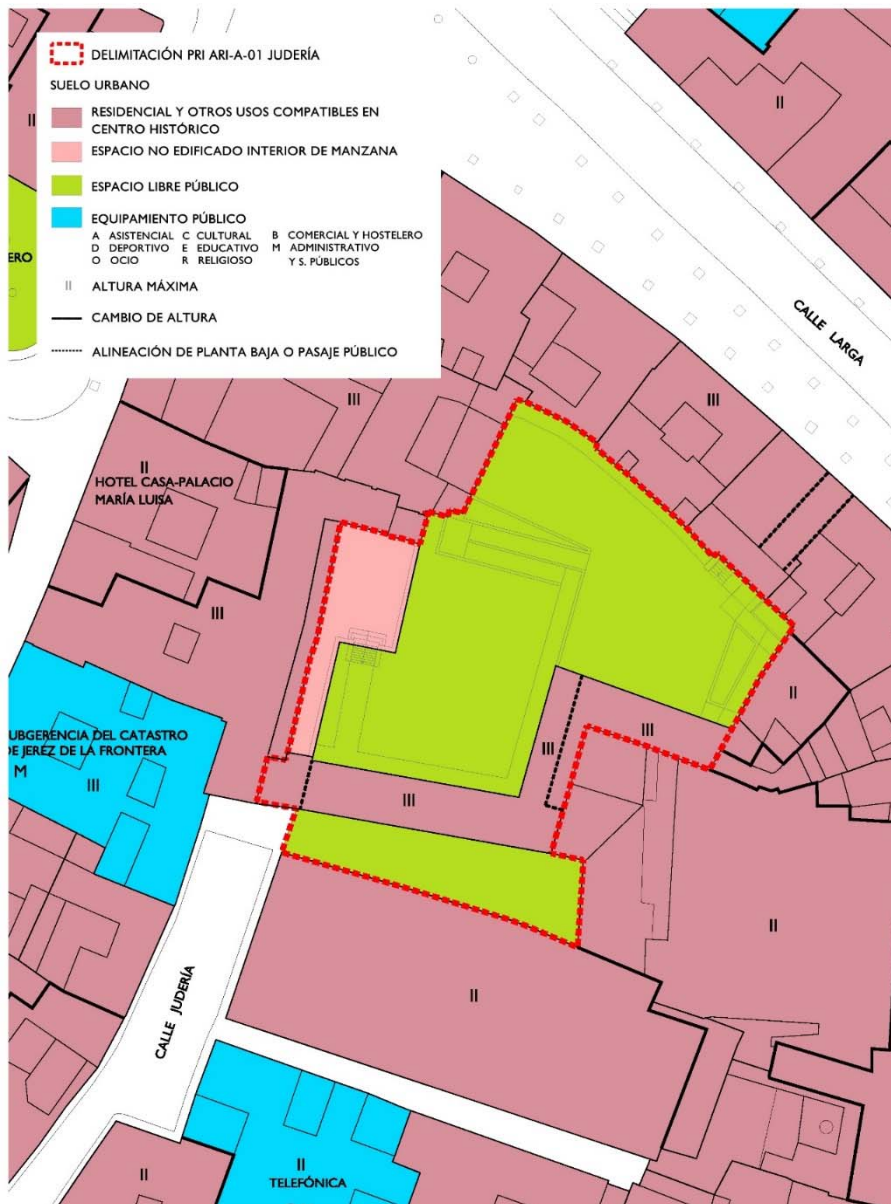 DELIMITACIÓN PRI ARI-A-01 JUDERÍA
SUELO URBANO
RESIDENCIAL Y OTROS USOS COMPATIBLES EN
CENTRO HISTÓRICO
ESPACIO NO EDIFICADO INTERIOR DE MANZANA
ESPACIO LIBRE PÚBLICO
EQUIPAMIENTO PÚBLICO
A ASISTENCIAL C CULTURAL B COMERCIAL Y HOSTELERO
D DEPORTIVO E EDUCATIVO M ADMINISTRATIVO
O OCIO R RELIGIOSO Y S. PÚBLICOS
II ALTURA MÁXIMA
CAMBIO DE ALTURA
ALINEACIÓN DE PLANTA BAJA O PASAJE PÚBLICO
II
II
ERO
CALLE LARGA
III
III
II
HOTEL CASA-PALACIO
MARÍA LUISA
III
II
UBGERENCIA DEL CATASTRO
DE JERÉZ DE LA FRONTERA
M
III
III
III
III
II
II
CALLE JUDERÍA
II
TELEFÓNICA
II